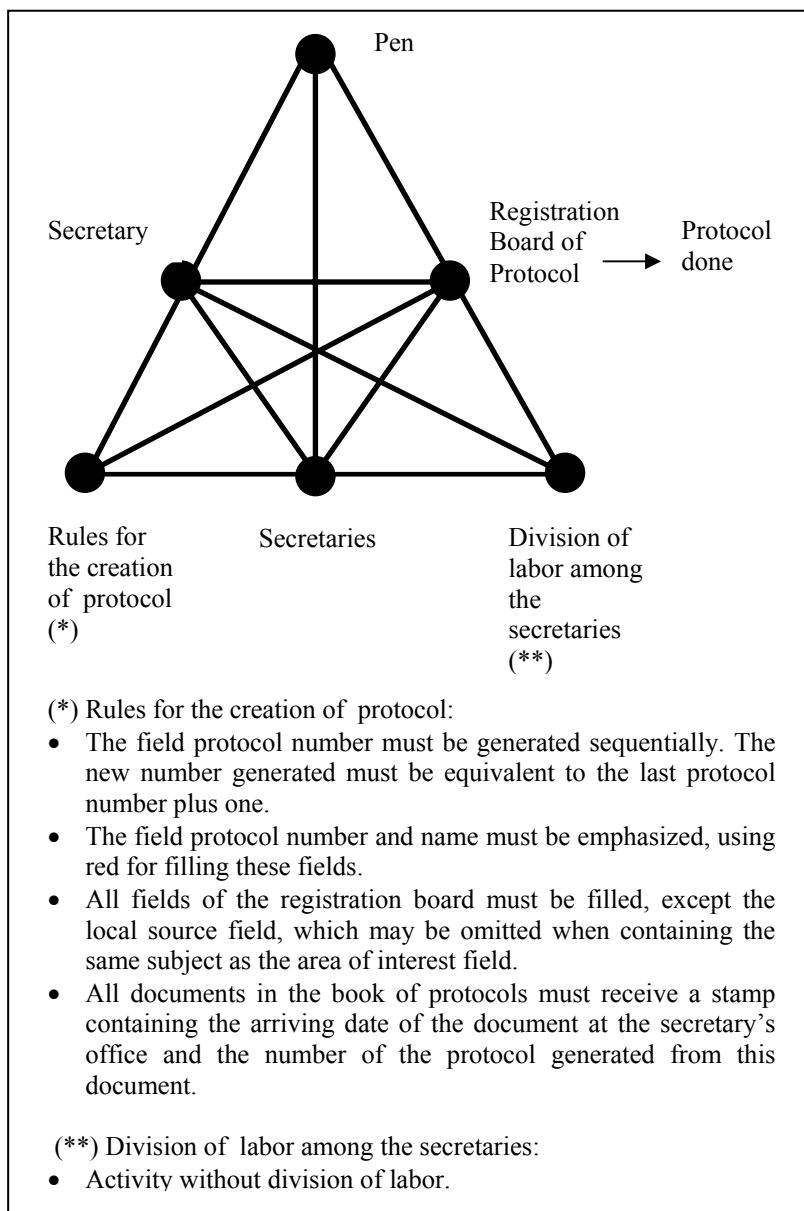 Pen
Secretary
Registration
Board of
Protocol
Protocol
done
Rules for
the creation
of protocol
(*)
Secretaries
Division of
labor among
the
secretaries
(**)
(*) Rules for the creation of protocol:
• The field protocol number must be generated sequentially. The
new number generated must be equivalent to the last protocol
number plus one.
• The field protocol number and name must be emphasized, using
red for filling these fields.
• All fields of the registration board must be filled, except the
local source field, which may be omitted when containing the
same subject as the area of interest field.
• All documents in the book of protocols must receive a stamp
containing the arriving date of the document at the secretary’s
office and the number of the protocol generated from this
document.
(**) Division of labor among the secretaries:
• Activity without division of labor.